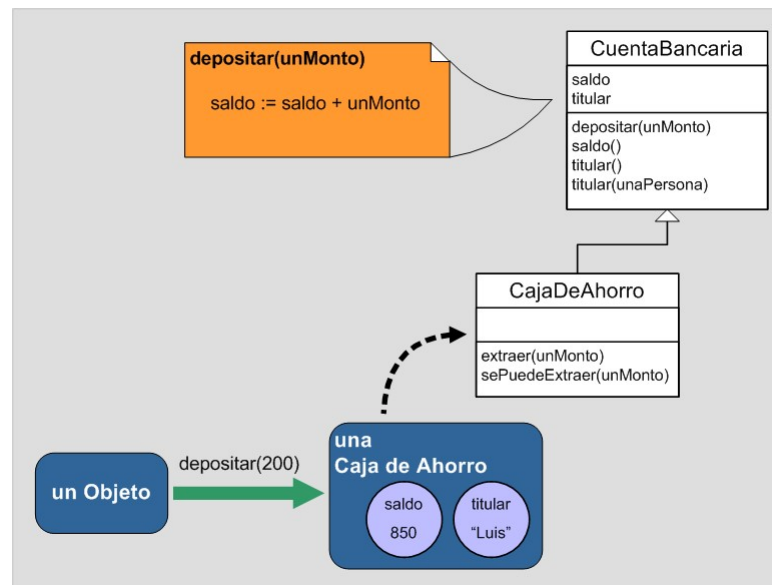 depositar(unMonto)
saldo := saldo + unMonto
CuentaBancaria
saldo
titular
depositar(unMonto)
saldo()
titular()
titular(unaPersona)
CajaDeAhorro
extraer(unMonto)
sePuedeExtraer(unMonto)
un Objeto
depositar(200)
una
Caja de Ahorro
saldo
850
titular
“Luis”